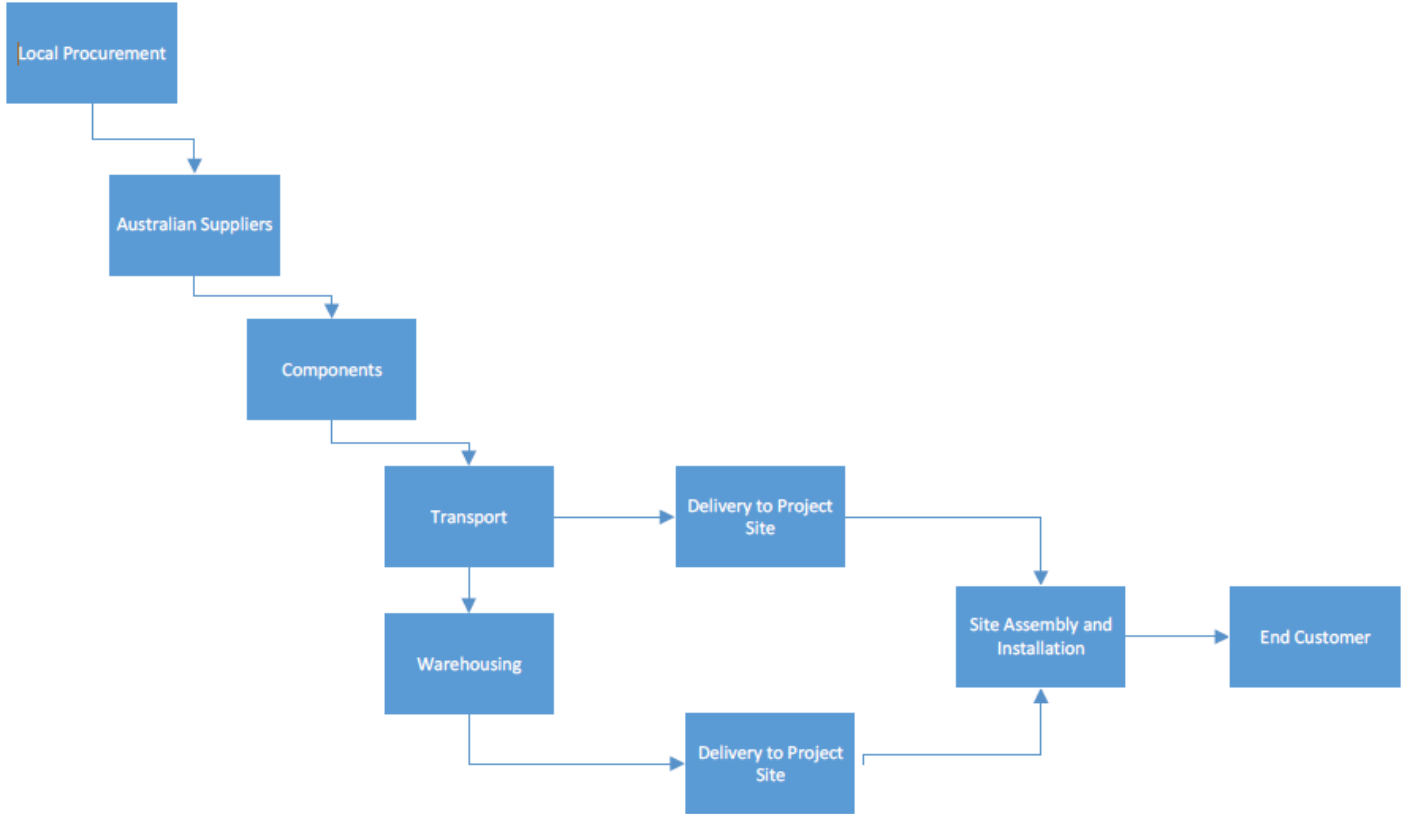 Local Procurement
Australian Suppliers
Components
Transport
Delivery to Project
Site
Warehousing
Site Assembly and
Installation
End Customer
Delivery to Project
Site